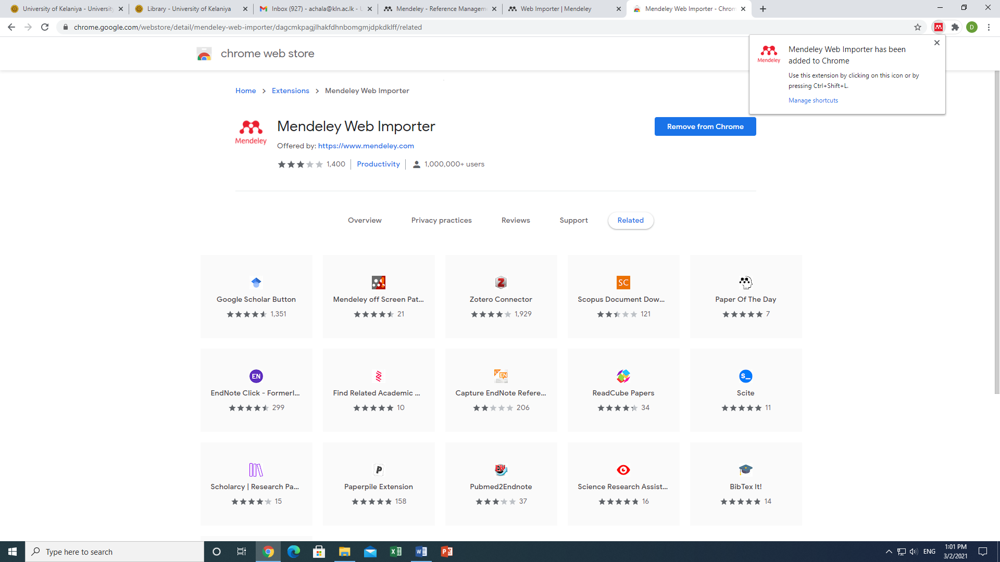 University of Kelaniya - University
Library - University of Kelaniya
Inbox (927) - achala@kln.ac.lk - U
Mendeley - Reference Managem
Web Importer | Mendeley
Mendeley Web Importer - Chrom
chrome.google.com/webstore/detail/mendeley-web-importer/dagcmkpagjlhakfdhnbomgmjdpkdklff/related
D
chrome web store
Mendeley
Mendeley Web Importer has been
added to Chrome
Use this extension by clicking on this icon or by
pressing Ctrl+Shift+L.
Manage shortcuts
Home > Extensions > Mendeley Web Importer
Mendeley
Mendeley Web Importer
Remove from Chrome
Offered by: https://www.mendeley.com
1,400 | Productivity | 1,000,000+ users
Overview Privacy practices Reviews Support Related
Z SC
Google Scholar Button Mendeley off Screen Pat... Zotero Connector Scopus Document Dow... Paper Of The Day
1,351 21 1,929 121 7
EN EN S_
EndNote Click - Formerl... Find Related Academic ... Capture EndNote Refere... ReadCube Papers Scite
299 10 206 34 11
P EN
Scholarcy | Research Pa... Paperpile Extension Pubmed2Endnote Science Research Assist... BibTex It!
15 158 37 16 14
Type here to search
ENG
1:01 PM
3/2/2021